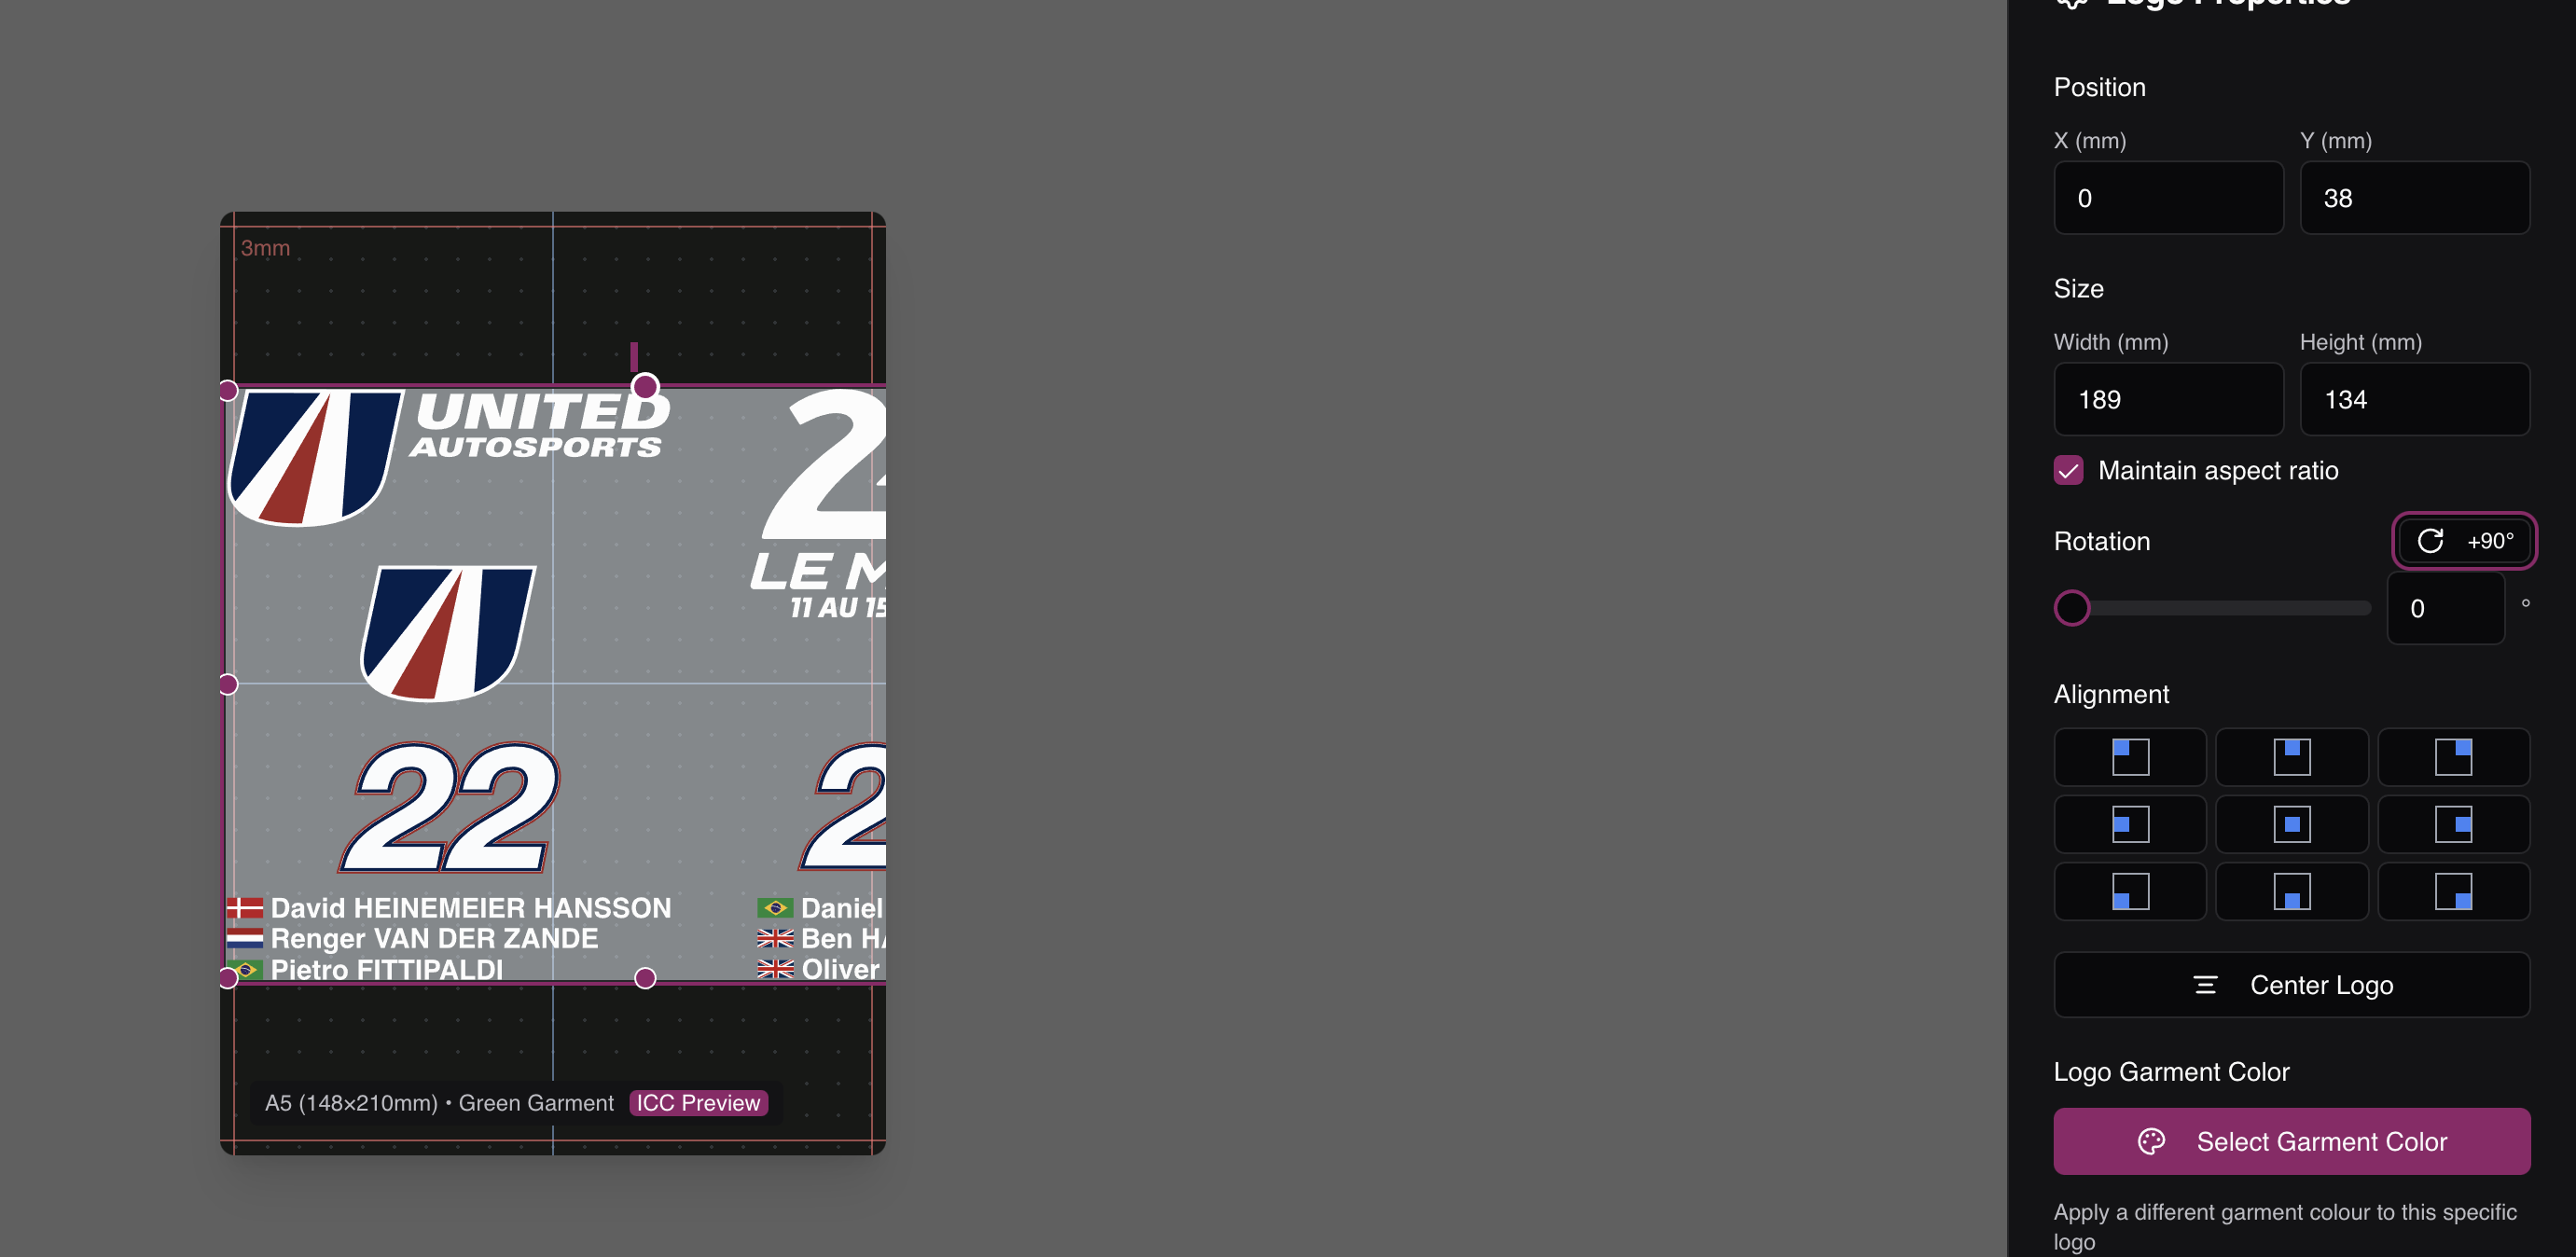 Logo Properties
Position
X (mm)
Y (mm)
0
38
Size
Width (mm)
Height (mm)
189
134
Maintain aspect ratio
Rotation
+90°
0
°
Alignment
Center Logo
Logo Garment Color
Select Garment Color
Apply a different garment colour to this specific
logo
3mm
UNITED
AUTOSPORTS
2
LE M
11 AU 15
22
2
David HEINEMEIER HANSSON
Renger VAN DER ZANDE
Pietro FITTIPALDI
Daniel
Ben HA
Oliver
A5 (148×210mm) • Green Garment
ICC Preview